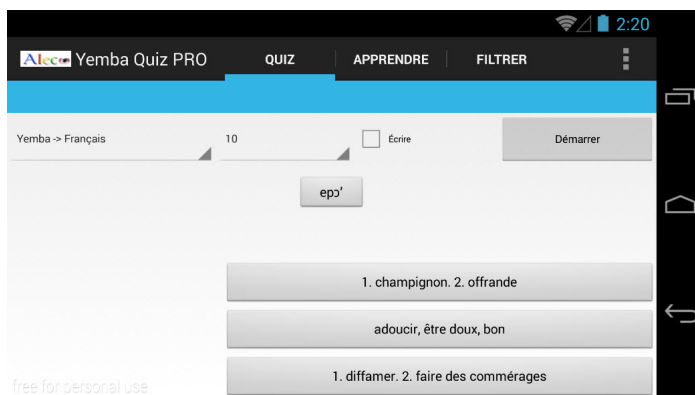 2:20
Aleco Yemba Quiz PRO QUIZ APPRENDRE FILTRER
Yemba -> Français 10 Écrire Démarrer
epɔ’
1. champignon. 2. offrande
adoucir, être doux, bon
1. diffamer. 2. faire des commérages
free for personal use